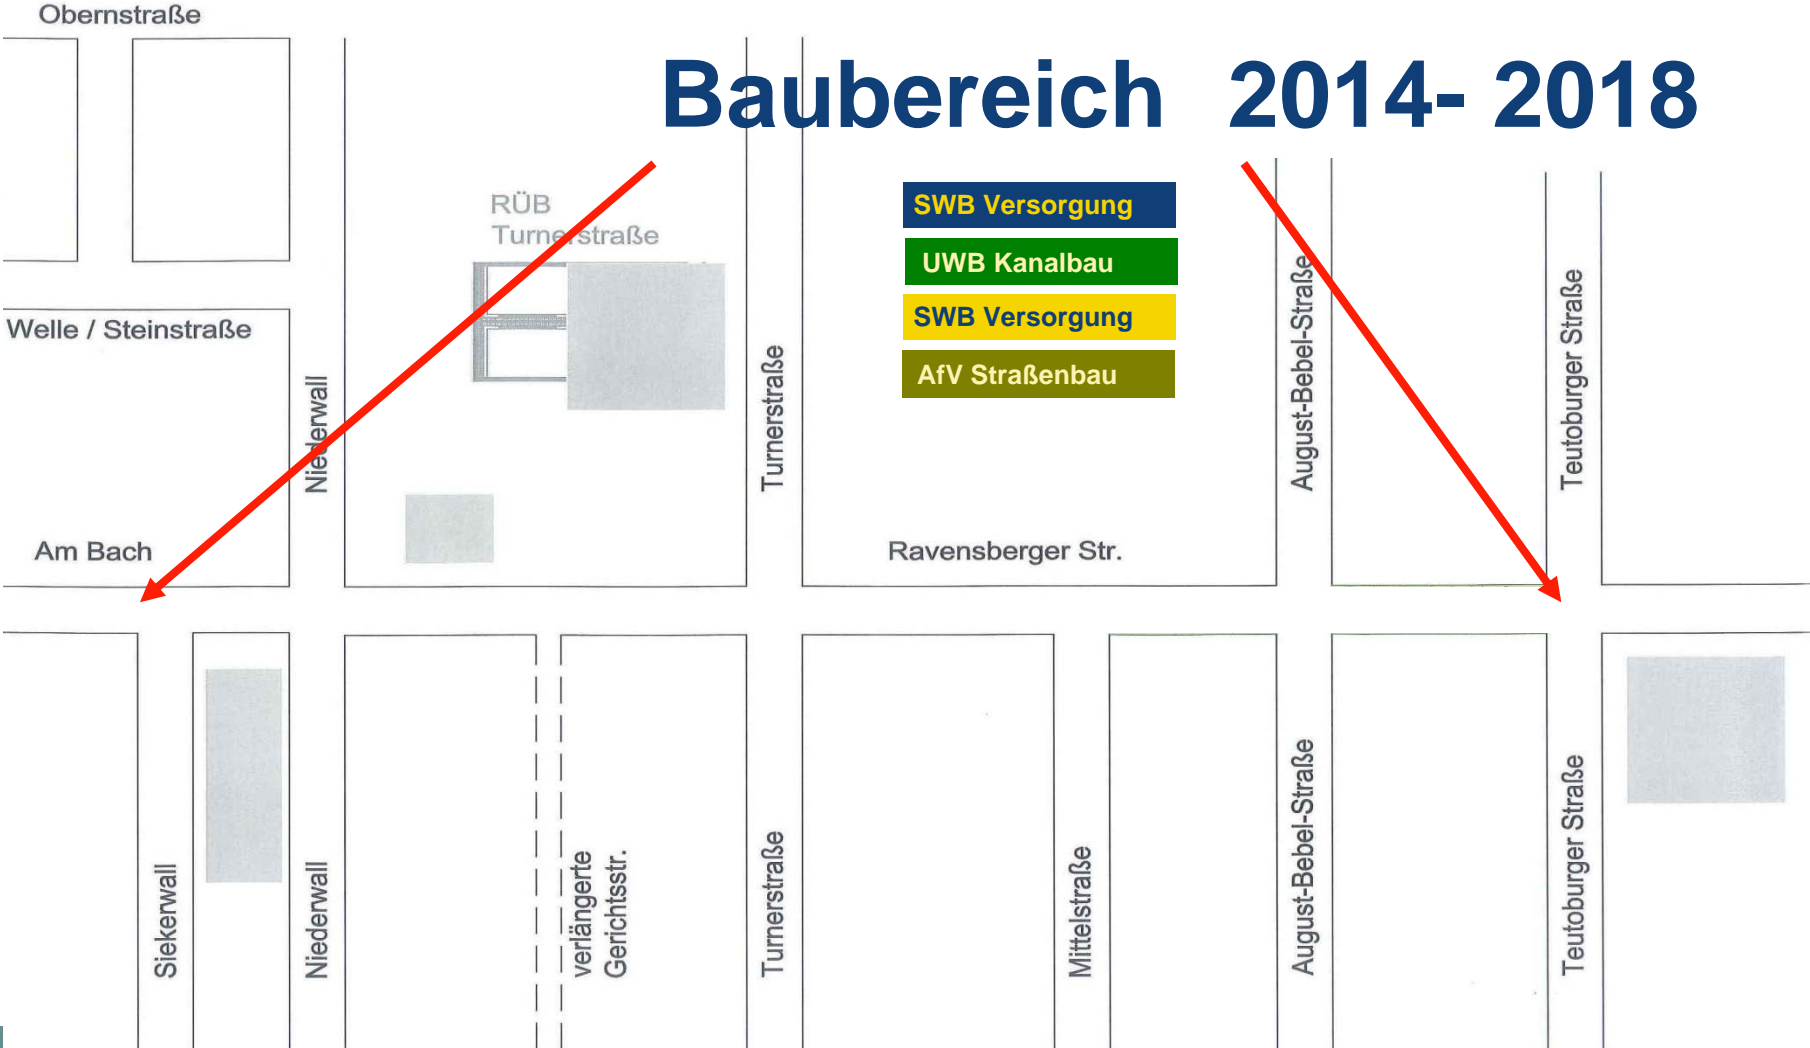 Obernstraße
Baubereich 2014- 2018
RÜB
Turnerstraße
SWB Versorgung
UWB Kanalbau
SWB Versorgung
AfV Straßenbau
Welle / Steinstraße
Niederwall
Turnerstraße
August-Bebel-Straße
Teutoburger Straße
Am Bach
Ravensberger Str.
Siekerwall
Niederwall
verlängerte
Gerichtsstr.
Turnerstraße
Mittelstraße
August-Bebel-Straße
Teutoburger Straße